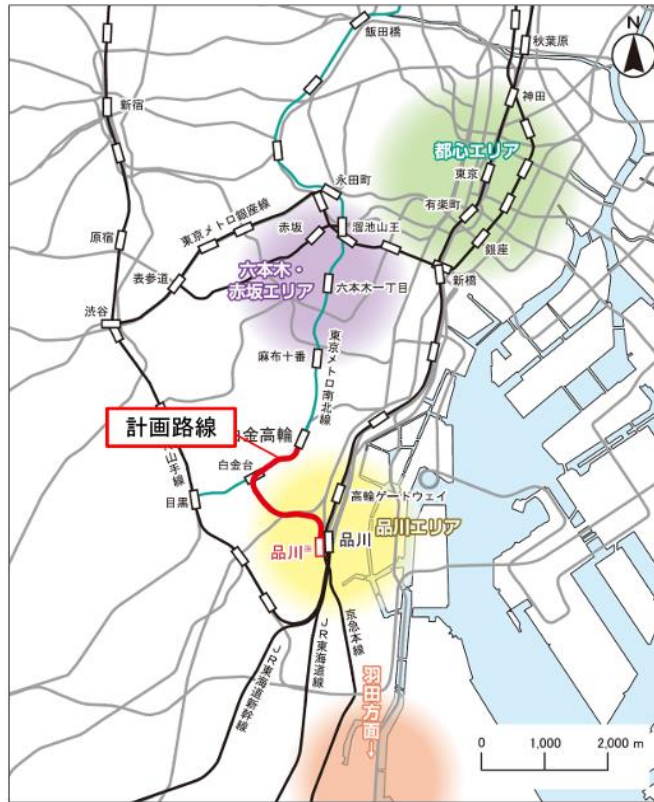 飯田橋
秋葉原
N
神田
新宿
都心エリア
東京
永田町
有楽町
溜池山王
赤坂
東京メトロ銀座線
原宿
銀座
六本木・
赤坂エリア
表参道
新橋
六本木一丁目
渋谷
麻布十番
東京メトロ南北線
計画路線
金高輪
白金台
山手線
目黒
高輪ゲートウェイ
品川エリア
品川※
品川
京急本線
JR東海道線
JR東海道新幹線
羽田方面→
0 1,000 2,000 m